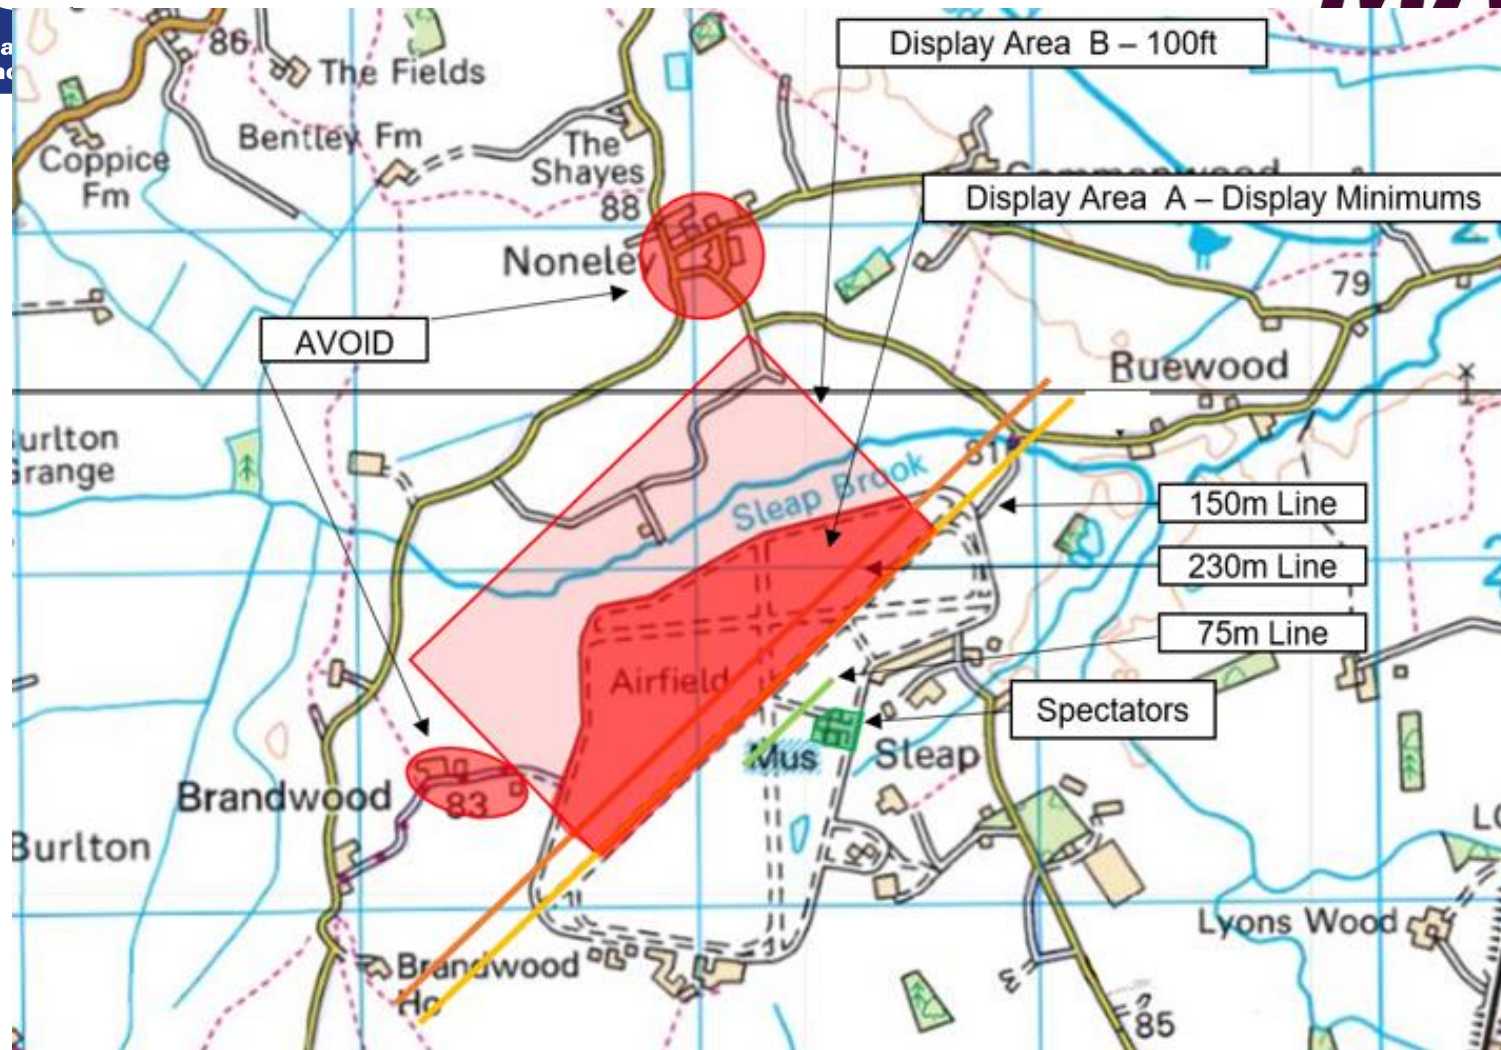 86
The Fields
Display Area B – 100ft
Bentley Fm
The
Shayes
88
Coppice
Fm
Display Area A – Display Minimums
Noneley
79
AVOID
Ruewood
Grange
81
Sleap Brook
150m Line
230m Line
75m Line
Airfield
Spectators
Mus
Sleap
Brandwood
83
Burlton
Lyons Wood
Brandwood
Ho
85